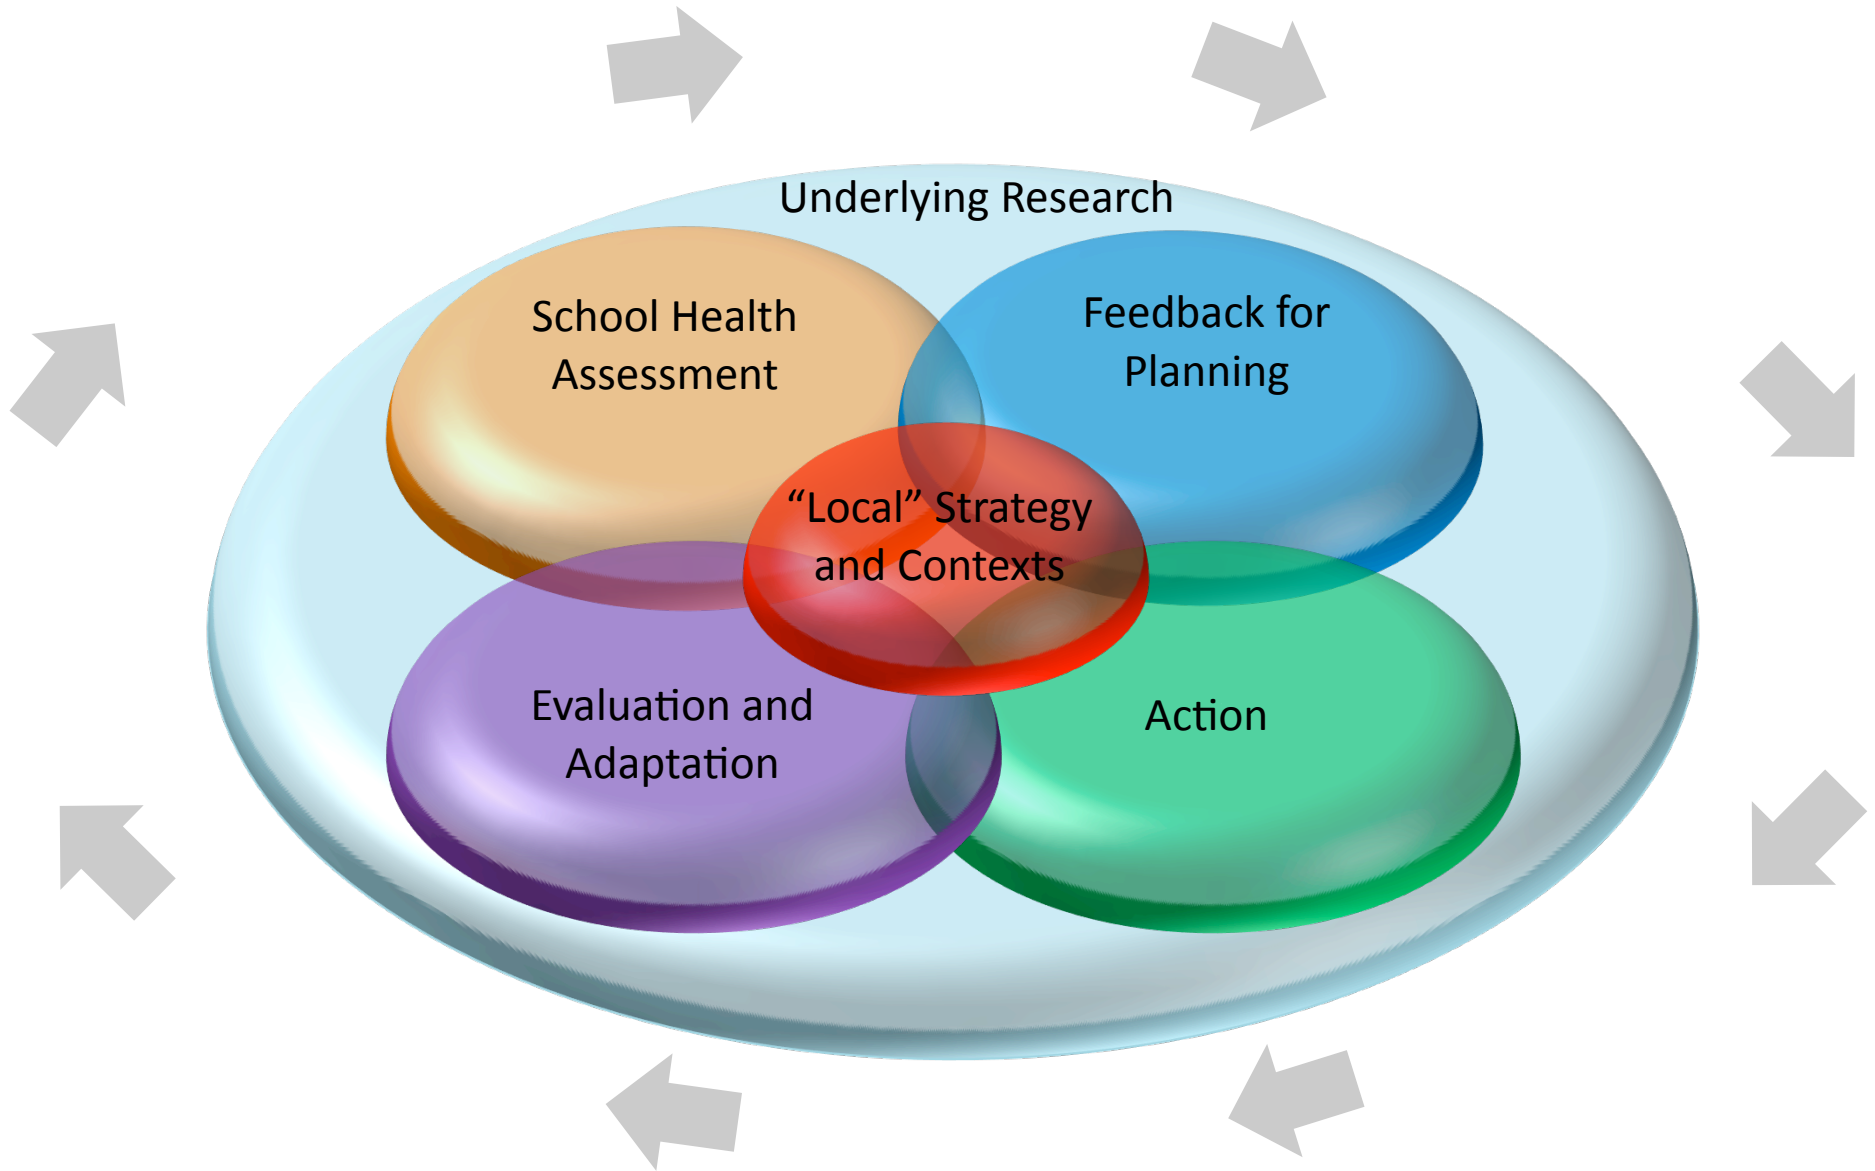 Underlying Research
School Health
Assessment
Feedback for
Planning
“Local” Strategy
and Contexts
Evaluation and
Adaptation
Action